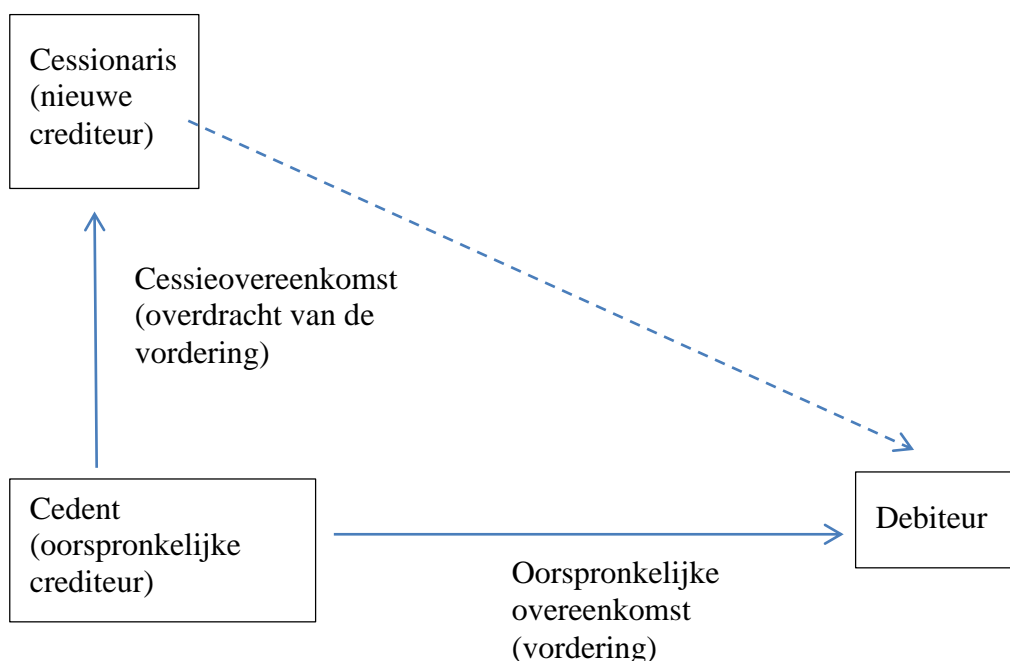 Cessionaris
(nieuwe
crediteur)
Cessieovereenkomst
(overdracht van de
vordering)
Cedent
(oorspronkelijke
crediteur)
Debiteur
Oorspronkelijke
overeenkomst
(vordering)